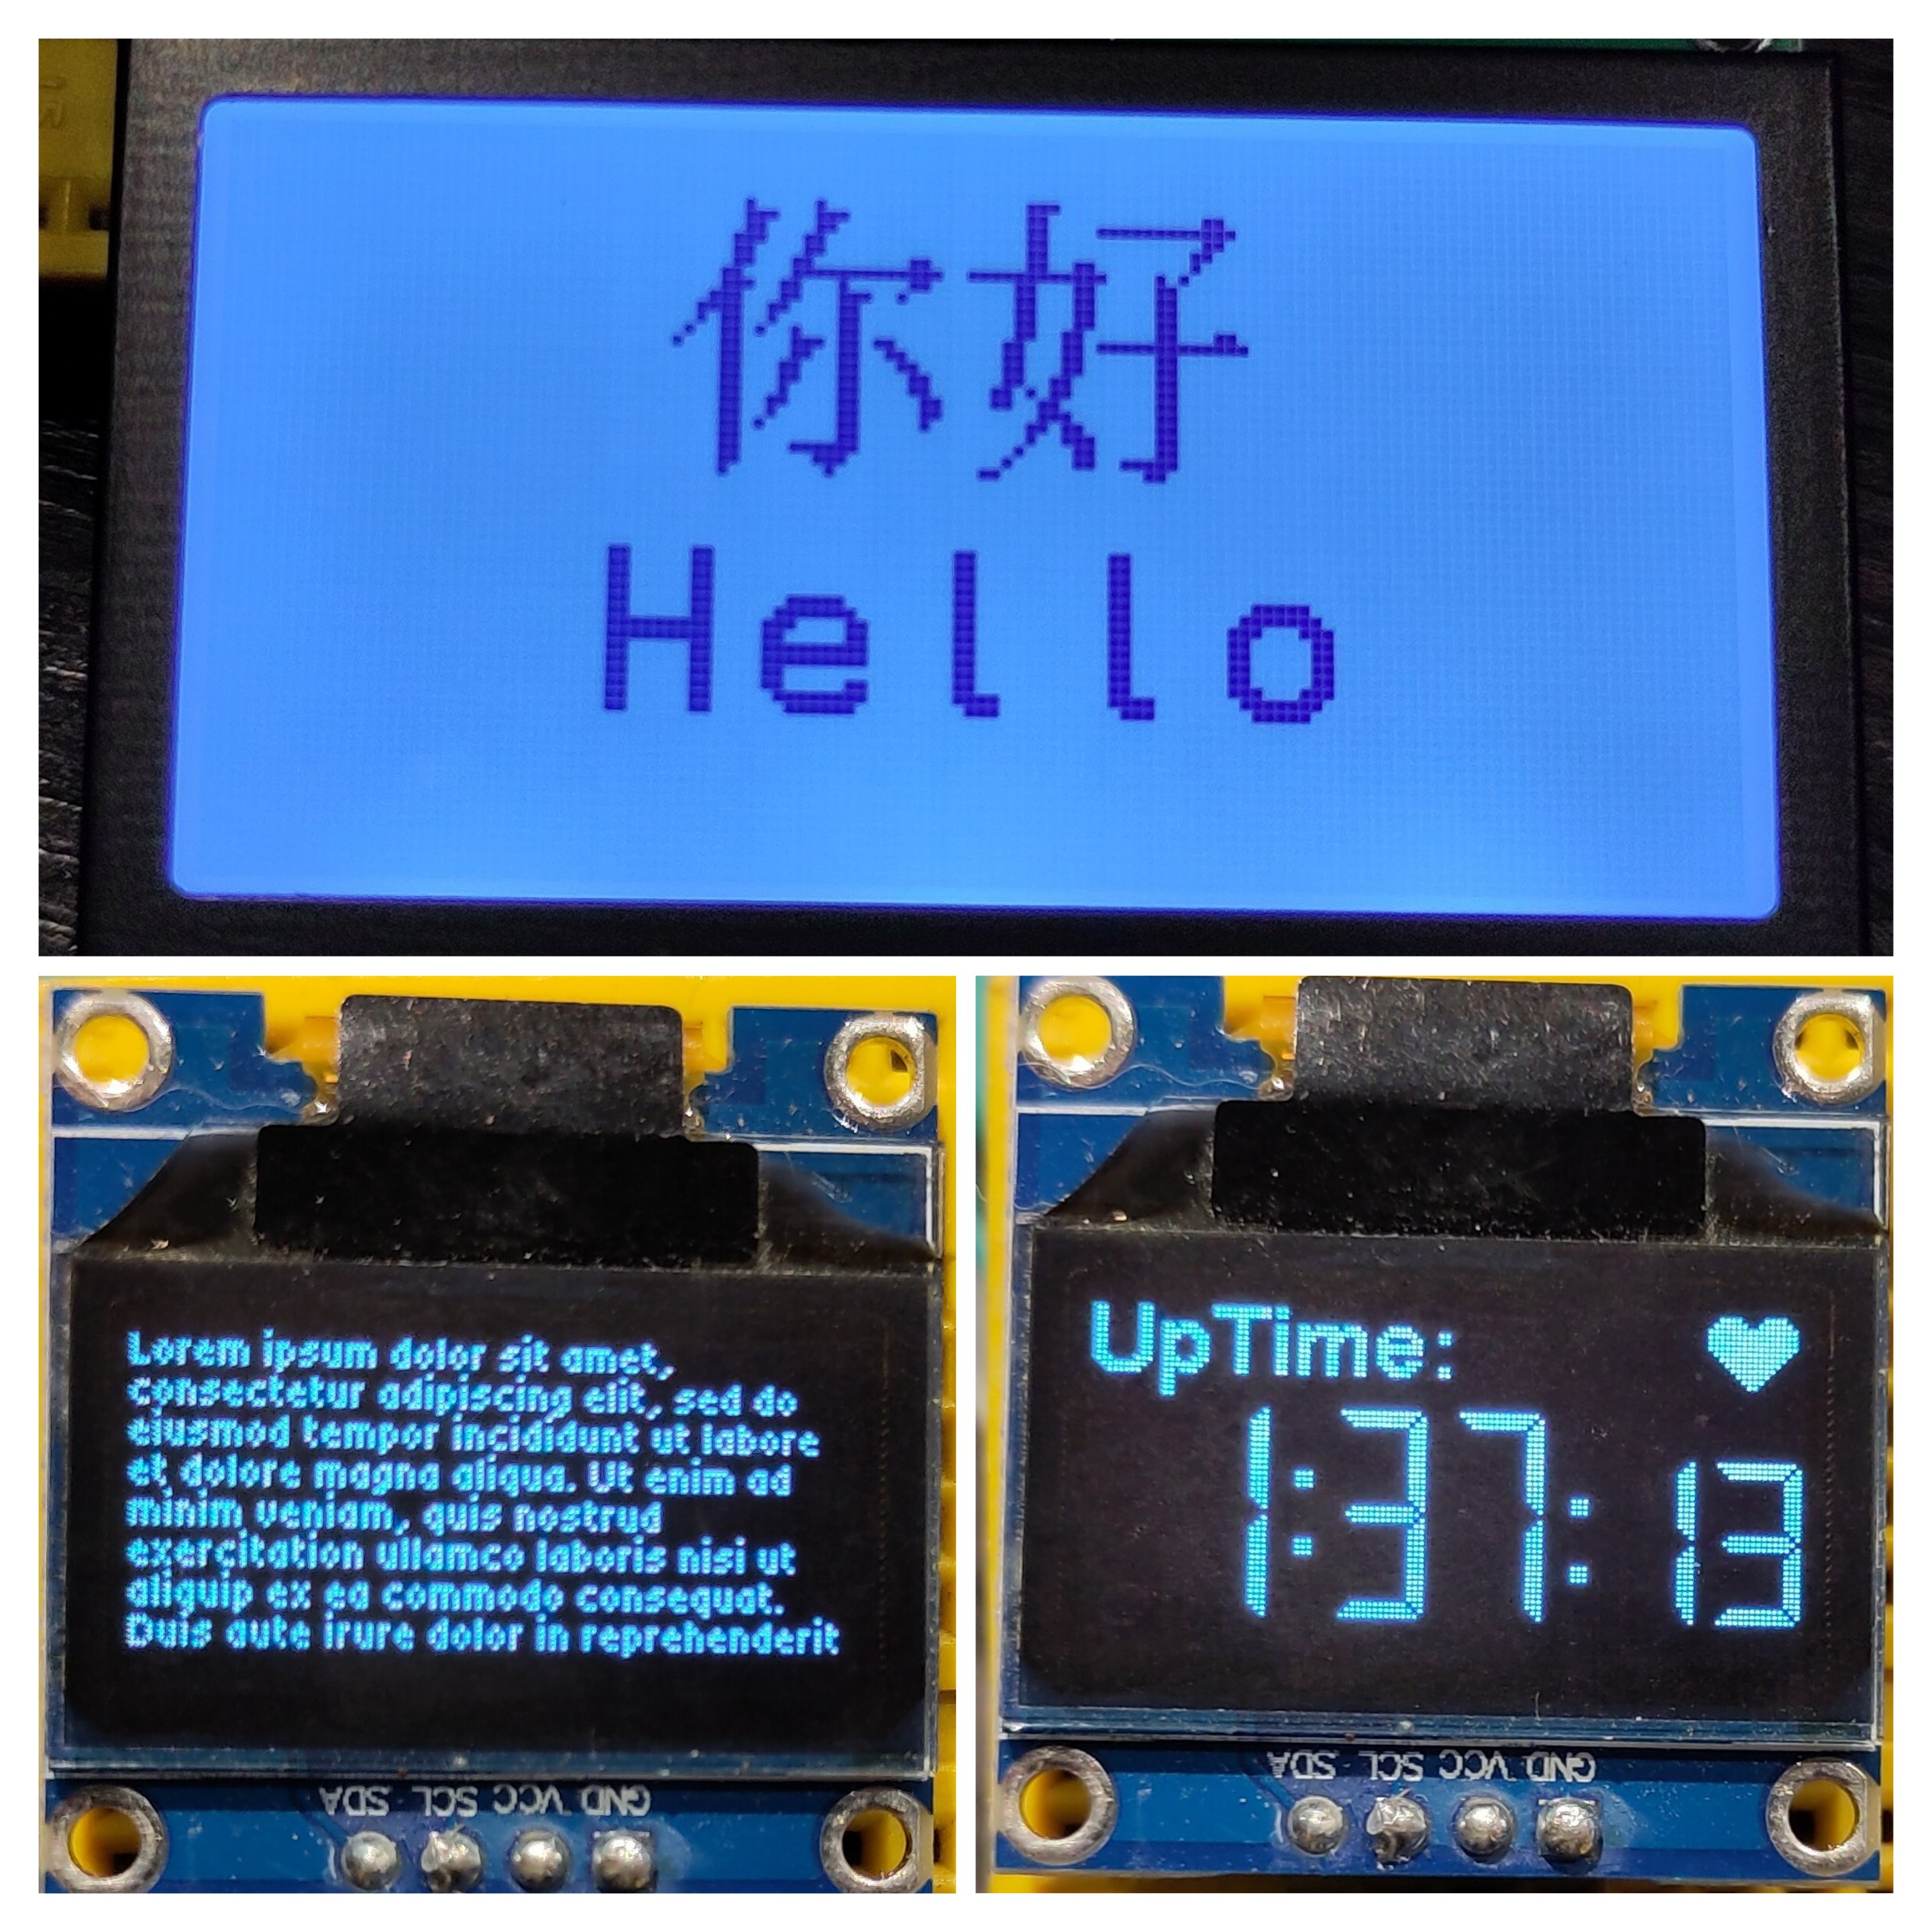 你好
Hello
Lorem ipsum dolor sit amet,
consectetur adipiscing elit, sed do
eiusmod tempor incididunt ut labore
et dolore magna aliqua. Ut enim ad
minim veniam, quis nostrud
exercitation ullamco laboris nisi ut
aliquip ex ea commodo consequat.
Duis aute irure dolor in reprehenderit
GND VCC SCL SDA
UpTime:
1:37:13
GND VCC SCL SDA